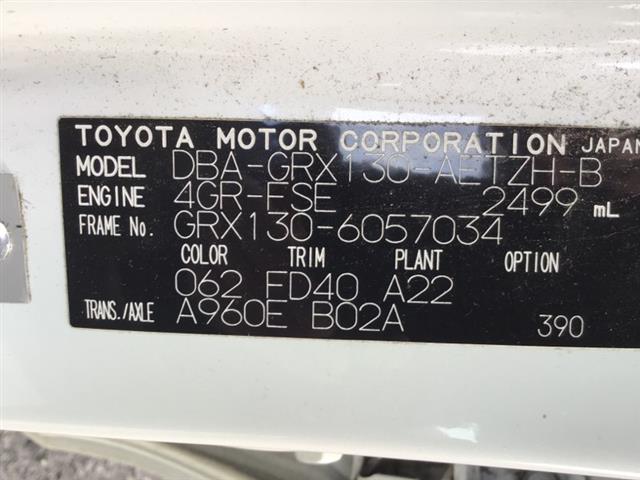 TOYOTA MOTOR CORPORATION JAPAN
MODEL DBA-GRX130-AETZH-B
ENGINE 4GR-FSE 2499 mL
FRAME No. GRX130-6057034
COLOR TRIM PLANT OPTION
062 FD40 A22
TRANS./AXLE A960E B02A 390